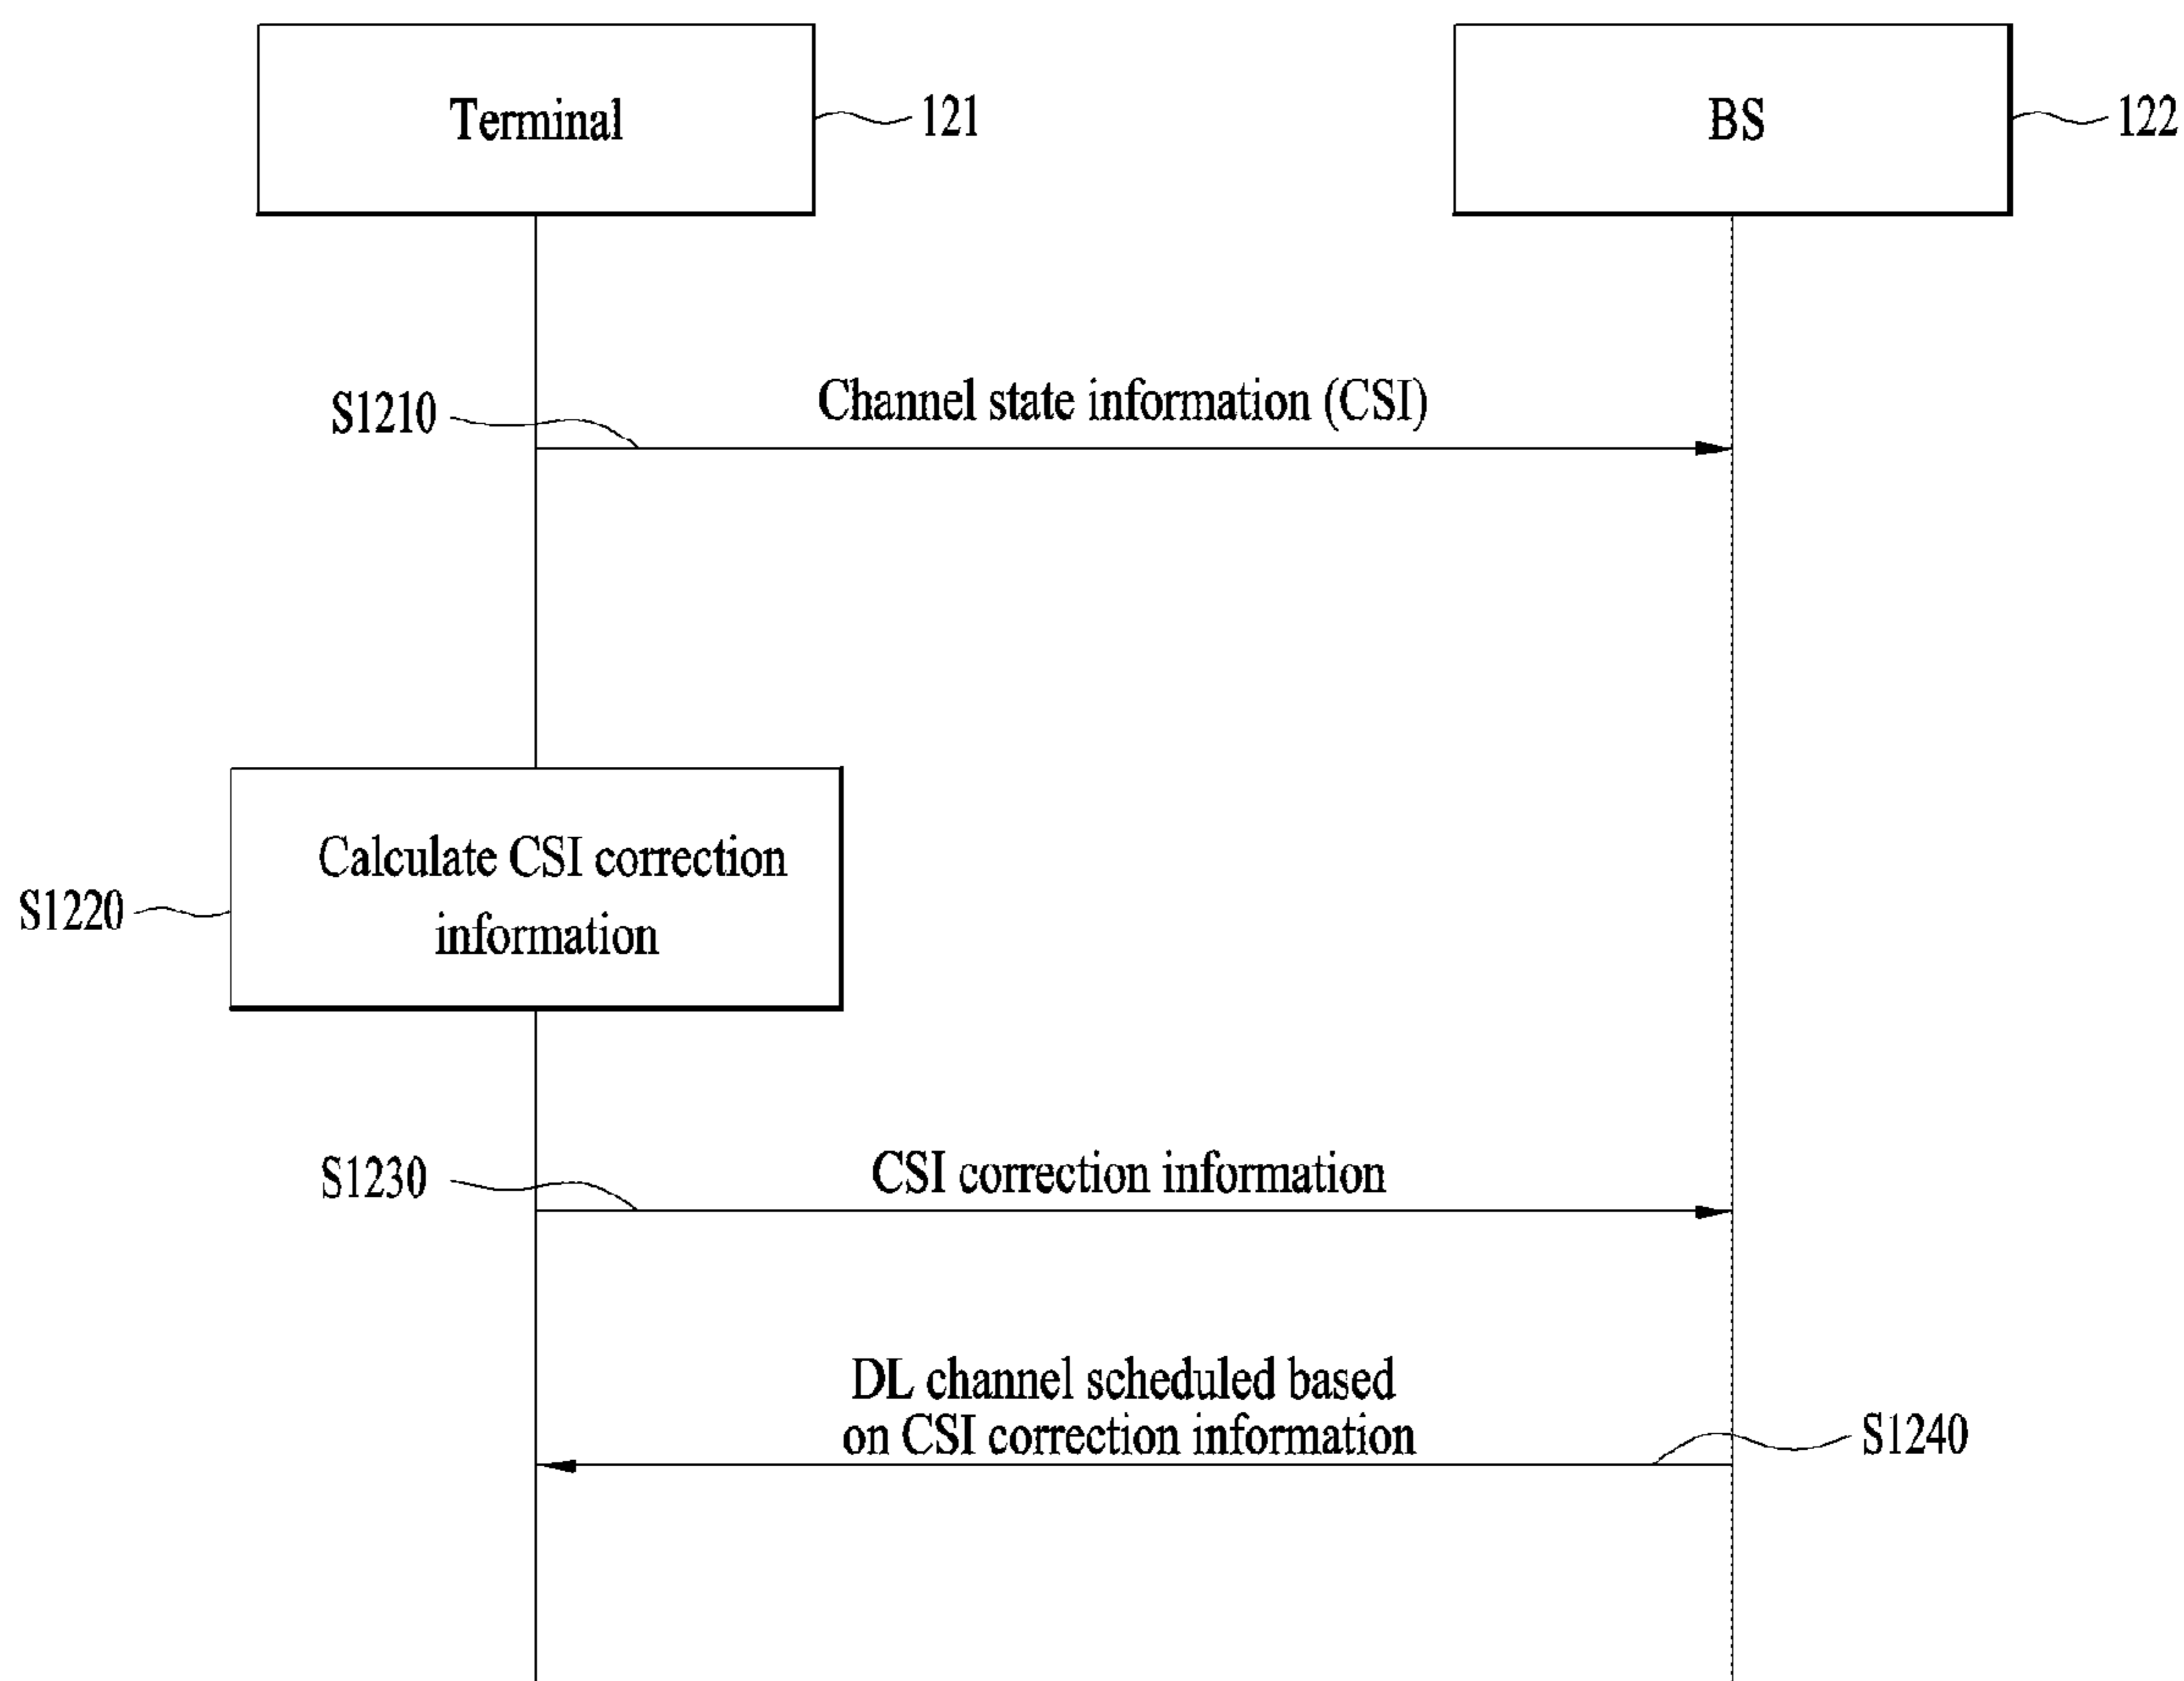 Terminal
121
BS
122
S1210
Channel state information (CSI)
Calculate CSI correction
information
S1220
S1230
CSI correction information
DL channel scheduled based
on CSI correction information
S1240